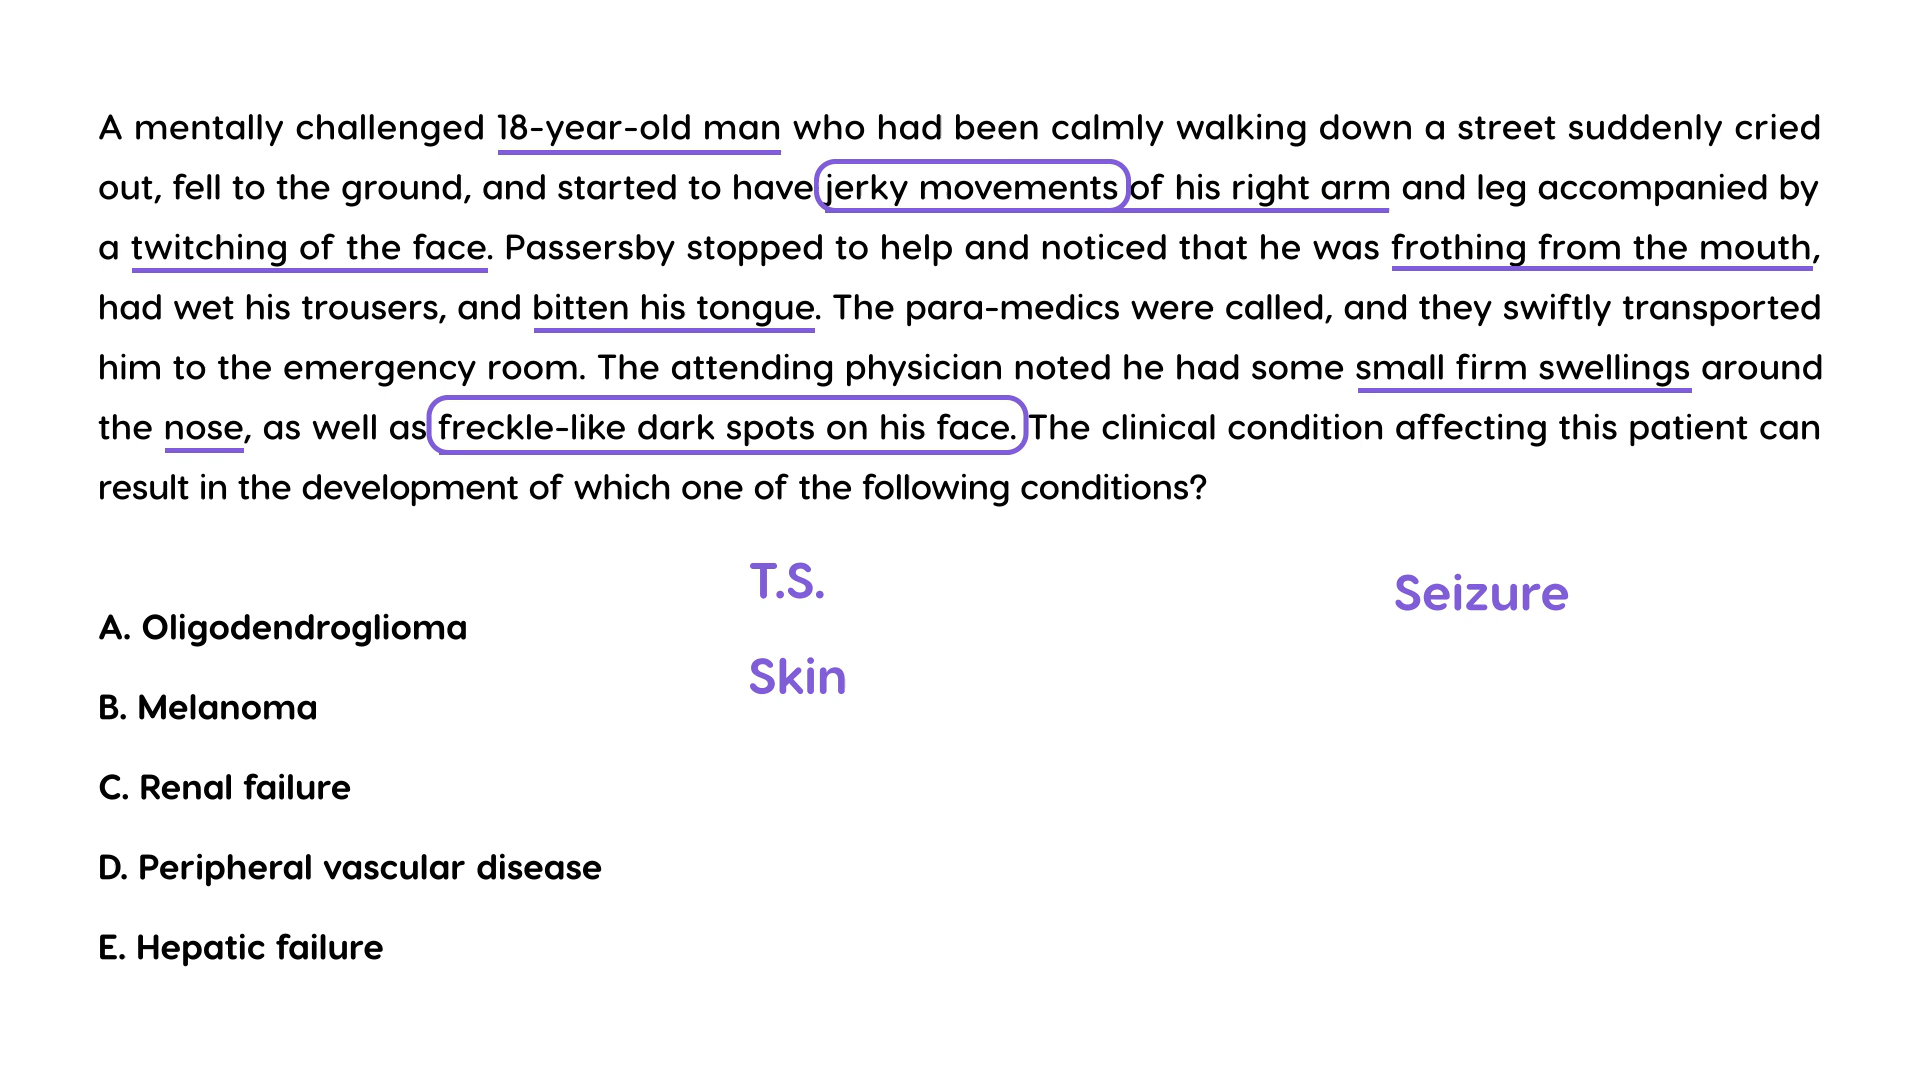 A mentally challenged 18-year-old man who had been calmly walking down a street suddenly cried
out, fell to the ground, and started to have jerky movements of his right arm and leg accompanied by
a twitching of the face. Passersby stopped to help and noticed that he was frothing from the mouth,
had wet his trousers, and bitten his tongue. The para-medics were called, and they swiftly transported
him to the emergency room. The attending physician noted he had some small firm swellings around
the nose, as well as freckle-like dark spots on his face. The clinical condition affecting this patient can
result in the development of which one of the following conditions?
T.S.
Seizure
A. Oligodendroglioma
Skin
B. Melanoma
C. Renal failure
D. Peripheral vascular disease
E. Hepatic failure